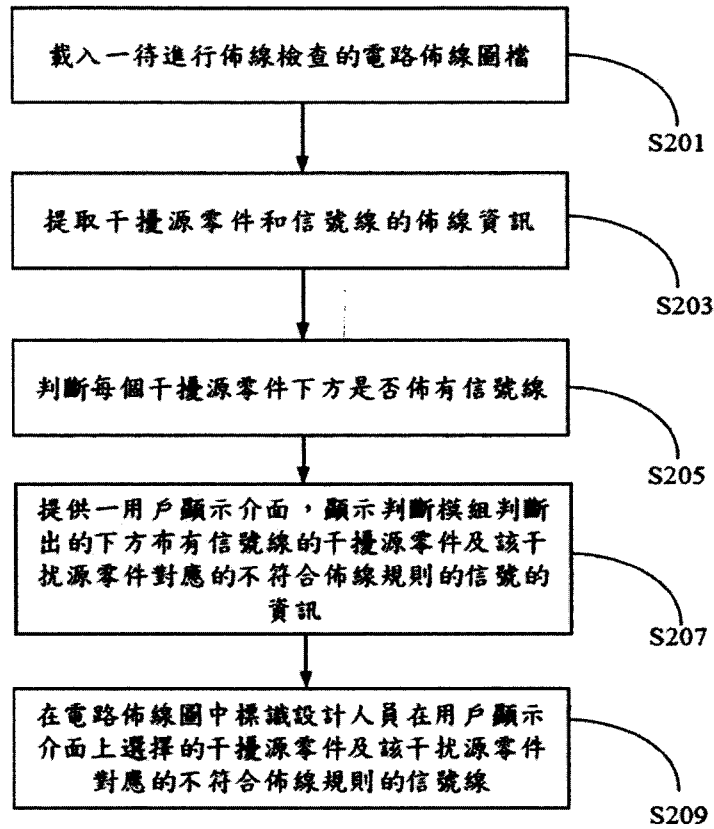 載入一待進行佈線檢查的電路佈線圖檔
S201
提取干擾源零件和信號線的佈線資訊
S203
判斷每個干擾源零件下方是否佈有信號線
S205
提供一用戶顯示介面，顯示判斷模組判斷
出的下方布有信號線的干擾源零件及該干
扰源零件對應的不符合佈線規則的信號的
資訊
S207
在電路佈線圖中標識設計人員在用戶顯示
介面上選擇的干擾源零件及該干扰源零件
對應的不符合佈線規則的信號線
S209